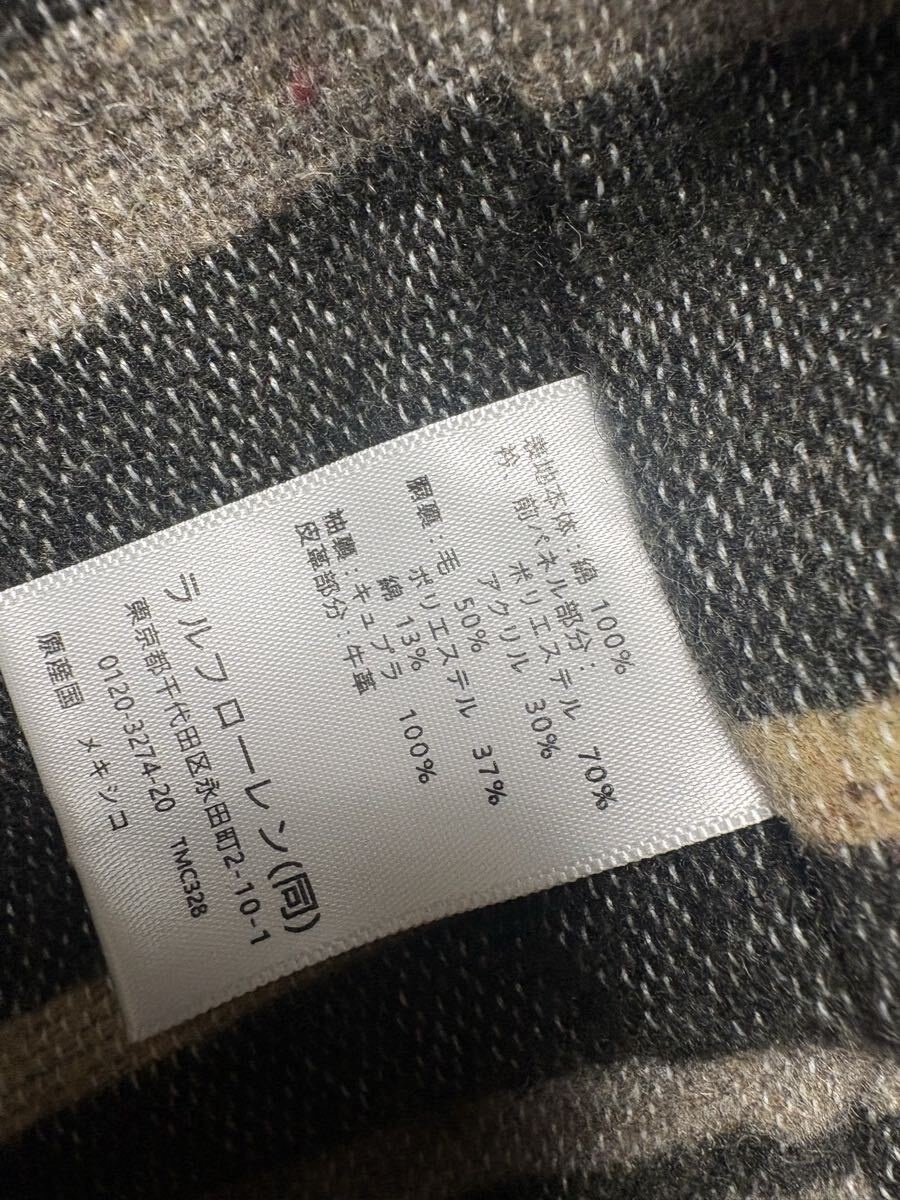 表地本体:綿 100%
衿 前パネル部分:
ポリエステル 70%
アクリル 30%
胴裏:毛 50%
ポリエステル 37%
綿 13%
袖裏:キュプラ 100%
皮革部分:牛革
ラルフローレン(同)
東京都千代田区永田町2-10-1
0120-3274-20 TMC328
原産国 メキシコ